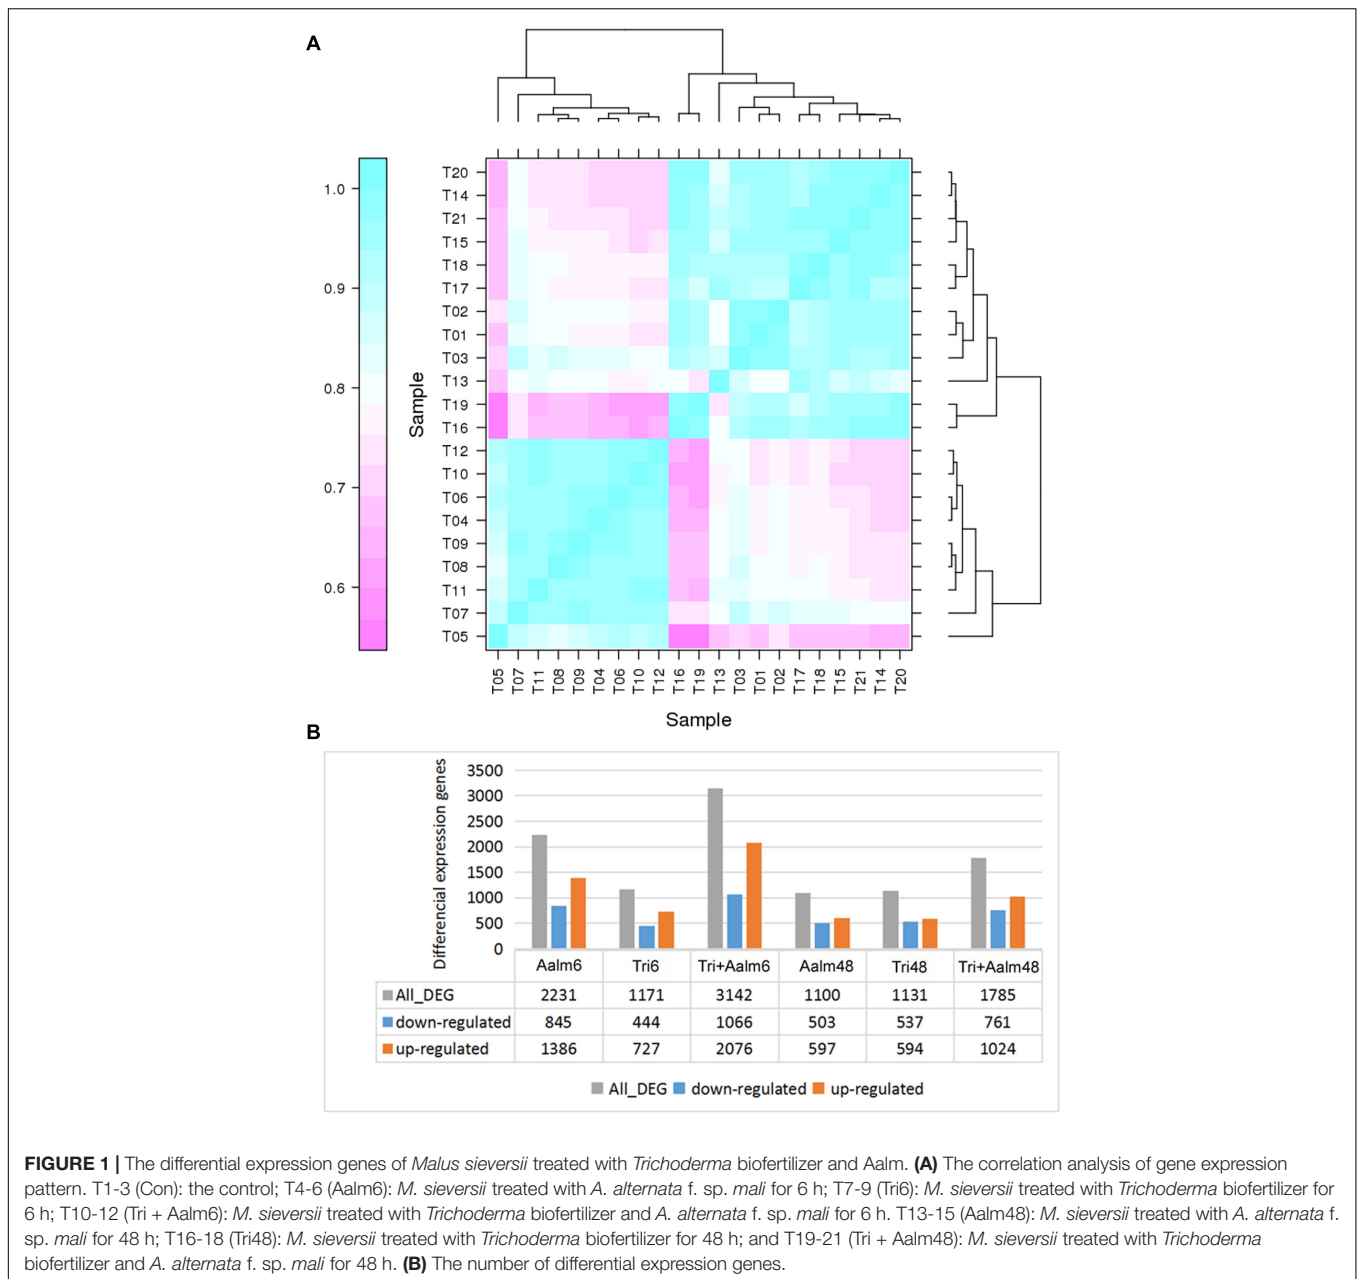 A
1.0
0.9
0.8
0.7
0.6
Sample
T20
T14
T21
T15
T18
T17
T02
T01
T03
T13
T19
T16
T12
T10
T06
T04
T09
T08
T11
T07
T05
T05 T07 T11 T08 T09 T04 T06 T10 T12 T16 T19 T13 T03 T01 T02 T17 T18 T15 T21 T14 T20
Sample
B
Differencial expression genes
3500
3000
2500
2000
1500
1000
500
0
Aalm6 Tri6 Tri+Aalm6 Aalm48 Tri48 Tri+Aalm48
All_DEG 2231 1171 3142 1100 1131 1785
down-regulated 845 444 1066 503 537 761
up-regulated 1386 727 2076 597 594 1024
All_DEG down-regulated up-regulated
FIGURE 1 | The differential expression genes of Malus sieversii treated with Trichoderma biofertilizer and Aalm. (A) The correlation analysis of gene expression
pattern. T1-3 (Con): the control; T4-6 (Aalm6): M. sieversii treated with A. alternata f. sp. mali for 6 h; T7-9 (Tri6): M. sieversii treated with Trichoderma biofertilizer for
6 h; T10-12 (Tri + Aalm6): M. sieversii treated with Trichoderma biofertilizer and A. alternata f. sp. mali for 6 h. T13-15 (Aalm48): M. sieversii treated with A. alternata f.
sp. mali for 48 h; T16-18 (Tri48): M. sieversii treated with Trichoderma biofertilizer for 48 h; and T19-21 (Tri + Aalm48): M. sieversii treated with Trichoderma
biofertilizer and A. alternata f. sp. mali for 48 h. (B) The number of differential expression genes.